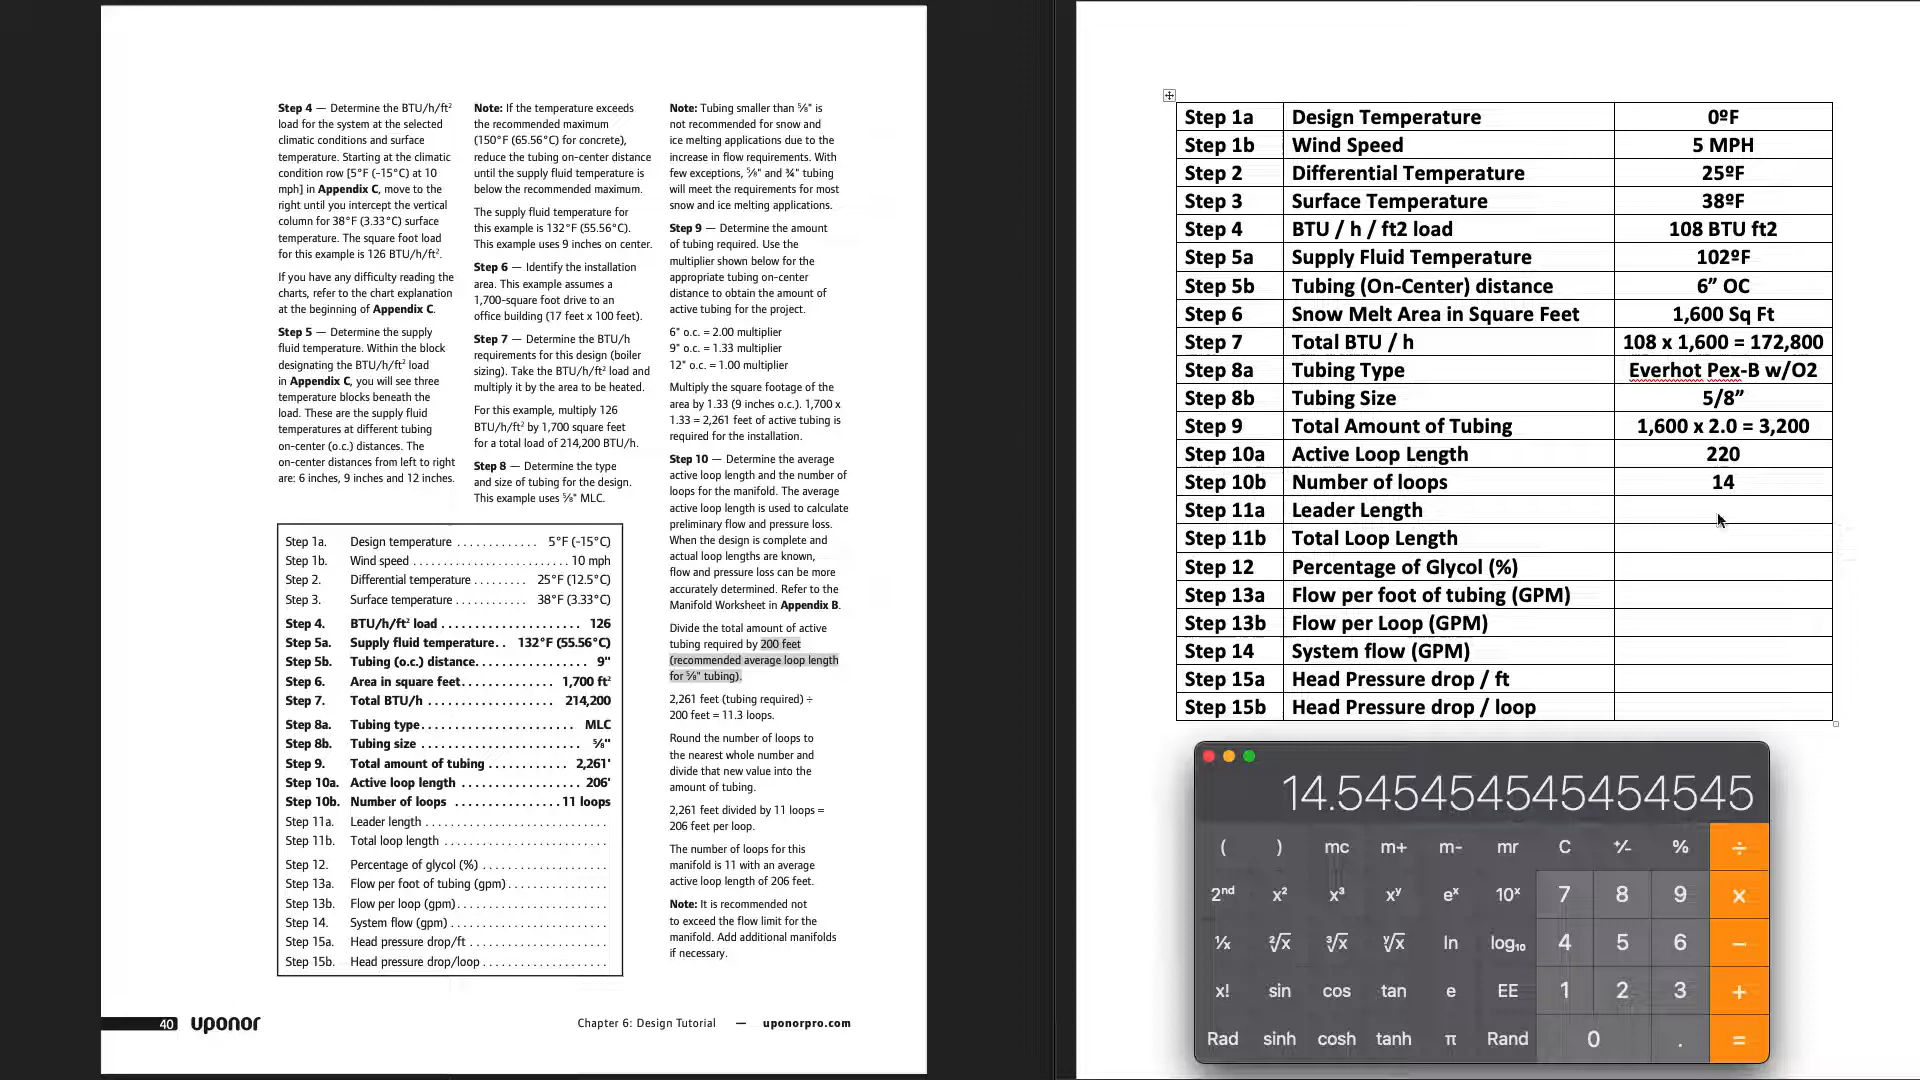 Step 4 — Determine the BTU/h/ft²
load for the system at the selected
climatic conditions and surface
temperature. Starting at the climatic
condition row [5°F (-15°C) at 10
mph] in Appendix C, move to the
right until you intercept the vertical
column for 38°F (3.33°C) surface
temperature. The square foot load
for this example is 126 BTU/h/ft².
If you have any difficulty reading the
charts, refer to the chart explanation
at the beginning of Appendix C.
Step 5 — Determine the supply
fluid temperature. Within the block
designating the BTU/h/ft² load
in Appendix C, you will see three
temperature blocks beneath the
load. These are the supply fluid
temperatures at different tubing
on-center (o.c.) distances. The
on-center distances from left to right
are: 6 inches, 9 inches and 12 inches.
Note: If the temperature exceeds
the recommended maximum
(150°F (65.56°C) for concrete),
reduce the tubing on-center distance
until the supply fluid temperature is
below the recommended maximum.
The supply fluid temperature for
this example is 132°F (55.56°C).
This example uses 9 inches on center.
Step 6 — Identify the installation
area. This example assumes a
1,700-square foot drive to an
office building (17 feet x 100 feet).
Step 7 — Determine the BTU/h
requirements for this design (boiler
sizing). Take the BTU/h/ft² load and
multiply it by the area to be heated.
For this example, multiply 126
BTU/h/ft² by 1,700 square feet
for a total load of 214,200 BTU/h.
Step 8 — Determine the type
and size of tubing for the design.
This example uses ⅝" MLC.
Note: Tubing smaller than ⅝" is
not recommended for snow and
ice melting applications due to the
increase in flow requirements. With
few exceptions, ⅝" and ¾" tubing
will meet the requirements for most
snow and ice melting applications.
Step 9 — Determine the amount
of tubing required. Use the
multiplier shown below for the
appropriate tubing on-center
distance to obtain the amount of
active tubing for the project.
6" o.c. = 2.00 multiplier
9" o.c. = 1.33 multiplier
12" o.c. = 1.00 multiplier
Multiply the square footage of the
area by 1.33 (9 inches o.c.). 1,700 x
1.33 = 2,261 feet of active tubing is
required for the installation.
Step 10 — Determine the average
active loop length and the number of
loops for the manifold. The average
active loop length is used to calculate
preliminary flow and pressure loss.
When the design is complete and
actual loop lengths are known,
flow and pressure loss can be more
accurately determined. Refer to the
Manifold Worksheet in Appendix B.
Divide the total amount of active
tubing required by 200 feet
(recommended average loop length
for ⅝" tubing).
2,261 feet (tubing required) ÷
200 feet = 11.3 loops.
Round the number of loops to
the nearest whole number and
divide that new value into the
amount of tubing.
2,261 feet divided by 11 loops =
206 feet per loop.
The number of loops for this
manifold is 11 with an average
active loop length of 206 feet.
Note: It is recommended not
to exceed the flow limit for the
manifold. Add additional manifolds
if necessary.
Step 1a. Design temperature . . . . . . . . . . . . . 5°F (-15°C)
Step 1b. Wind speed . . . . . . . . . . . . . . . . . . . . . . . . . 10 mph
Step 2. Differential temperature . . . . . . . . . 25°F (12.5°C)
Step 3. Surface temperature . . . . . . . . . . . . 38°F (3.33°C)
Step 4. BTU/h/ft² load . . . . . . . . . . . . . . . . . . . . . 126
Step 5a. Supply fluid temperature . . 132°F (55.56°C)
Step 5b. Tubing (o.c.) distance . . . . . . . . . . . . . . . . 9"
Step 6. Area in square feet . . . . . . . . . . . . . 1,700 ft²
Step 7. Total BTU/h . . . . . . . . . . . . . . . . . . . 214,200
Step 8a. Tubing type . . . . . . . . . . . . . . . . . . . . . . MLC
Step 8b. Tubing size . . . . . . . . . . . . . . . . . . . . . . . ⅝"
Step 9. Total amount of tubing . . . . . . . . . . . . 2,261'
Step 10a. Active loop length . . . . . . . . . . . . . . . . . 206'
Step 10b. Number of loops . . . . . . . . . . . . . . . 11 loops
Step 11a. Leader length . . . . . . . . . . . . . . . . . . . . . . . . . . . .
Step 11b. Total loop length . . . . . . . . . . . . . . . . . . . . . . . . .
Step 12. Percentage of glycol (%) . . . . . . . . . . . . . . . . . . .
Step 13a. Flow per foot of tubing (gpm) . . . . . . . . . . . . . . .
Step 13b. Flow per loop (gpm) . . . . . . . . . . . . . . . . . . . . . . .
Step 14. System flow (gpm) . . . . . . . . . . . . . . . . . . . . . . . .
Step 15a. Head pressure drop/ft . . . . . . . . . . . . . . . . . . . . .
Step 15b. Head pressure drop/loop . . . . . . . . . . . . . . . . . . .
40 uponor
Chapter 6: Design Tutorial — uponorpro.com
Step 1a Design Temperature 0ºF
Step 1b Wind Speed 5 MPH
Step 2 Differential Temperature 25ºF
Step 3 Surface Temperature 38ºF
Step 4 BTU / h / ft2 load 108 BTU ft2
Step 5a Supply Fluid Temperature 102ºF
Step 5b Tubing (On-Center) distance 6” OC
Step 6 Snow Melt Area in Square Feet 1,600 Sq Ft
Step 7 Total BTU / h 108 x 1,600 = 172,800
Step 8a Tubing Type Everhot Pex-B w/O2
Step 8b Tubing Size 5/8”
Step 9 Total Amount of Tubing 1,600 x 2.0 = 3,200
Step 10a Active Loop Length 220
Step 10b Number of loops 14
Step 11a Leader Length
Step 11b Total Loop Length
Step 12 Percentage of Glycol (%)
Step 13a Flow per foot of tubing (GPM)
Step 13b Flow per Loop (GPM)
Step 14 System flow (GPM)
Step 15a Head Pressure drop / ft
Step 15b Head Pressure drop / loop
14.545454545454545
( ) mc m+ m- mr C +/- % ÷
2nd x² x³ xʸ eˣ 10ˣ 7 8 9 ×
1/x ²√x ³√x ʸ√x ln log₁₀ 4 5 6 −
x! sin cos tan e EE 1 2 3 +
Rad sinh cosh tanh π Rand 0 . =